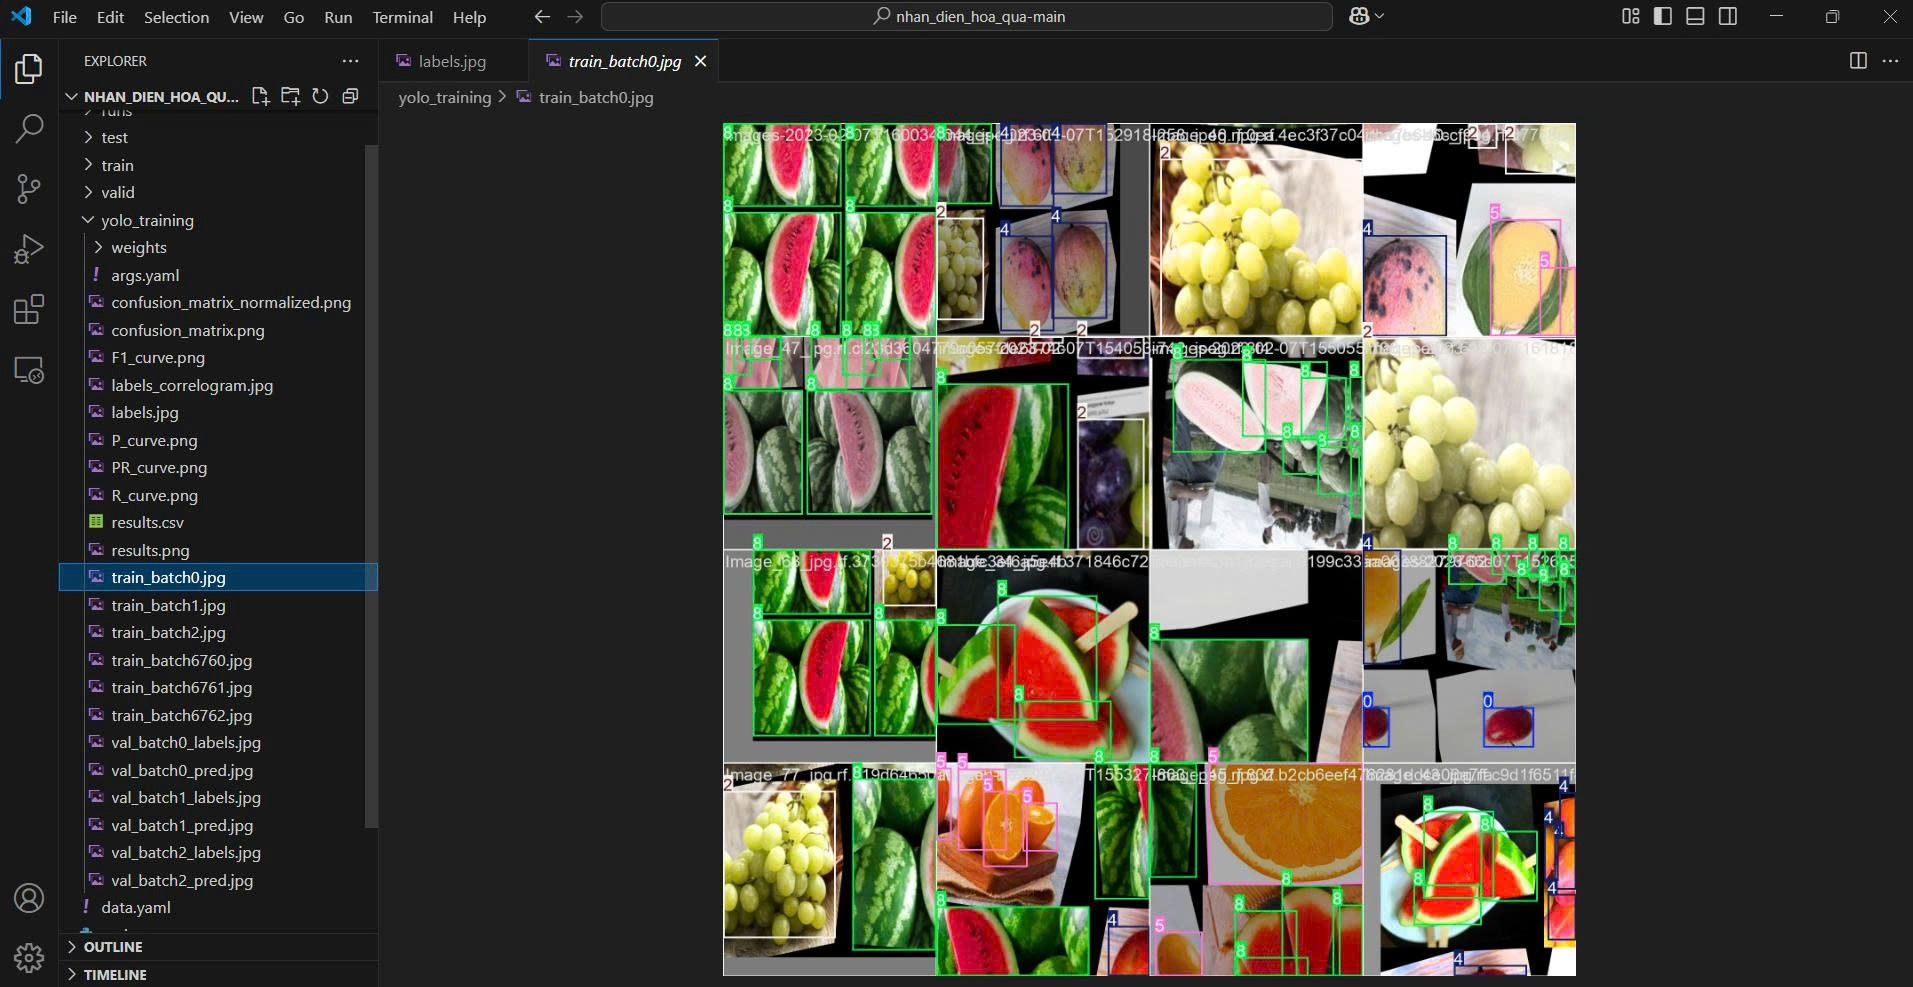 File Edit Selection View Go Run Terminal Help
nhan_dien_hoa_qua-main
EXPLORER
labels.jpg
train_batch0.jpg
NHAN_DIEN_HOA_QU...
yolo_training > train_batch0.jpg
runs
test
train
valid
yolo_training
weights
args.yaml
confusion_matrix_normalized.png
confusion_matrix.png
F1_curve.png
labels_correlogram.jpg
labels.jpg
P_curve.png
PR_curve.png
R_curve.png
results.csv
results.png
train_batch0.jpg
train_batch1.jpg
train_batch2.jpg
train_batch6760.jpg
train_batch6761.jpg
train_batch6762.jpg
val_batch0_labels.jpg
val_batch0_pred.jpg
val_batch1_labels.jpg
val_batch1_pred.jpg
val_batch2_labels.jpg
val_batch2_pred.jpg
data.yaml
OUTLINE
TIMELINE